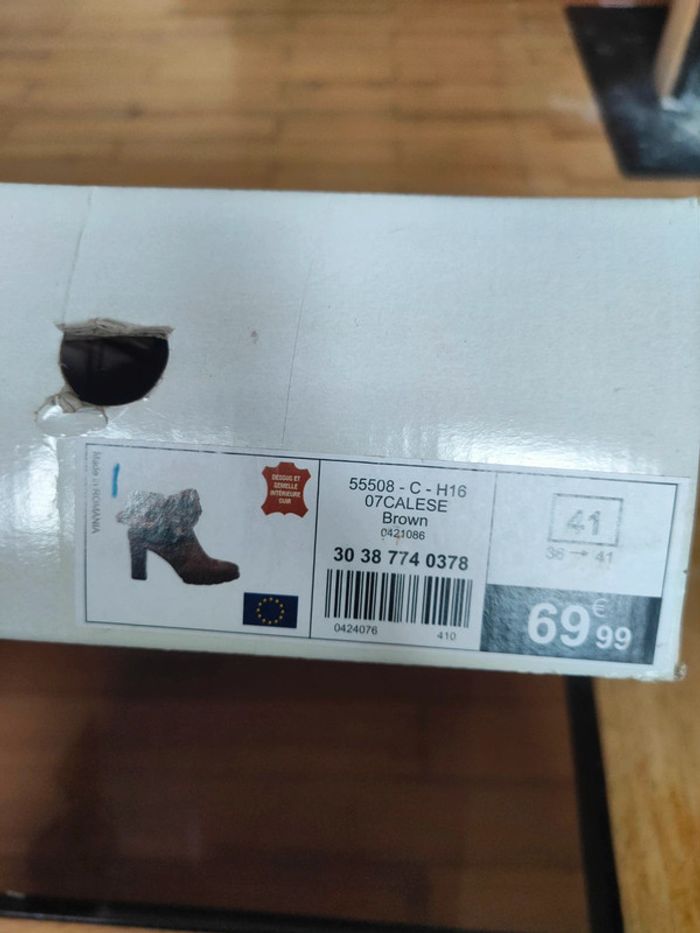 Made in ROMANIA
DESSUS ET
SEMELLE
INTERIEURE
CUIR
55508 - C - H16
07CALESE
Brown
0421086
30 38 774 0378
0424076 410
41
36 → 41
69€99